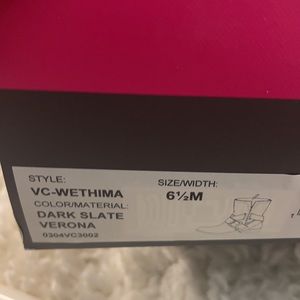 STYLE: SIZE/WIDTH:
VC-WETHIMA 6½M
COLOR/MATERIAL:
DARK SLATE
VERONA
0304VC3002